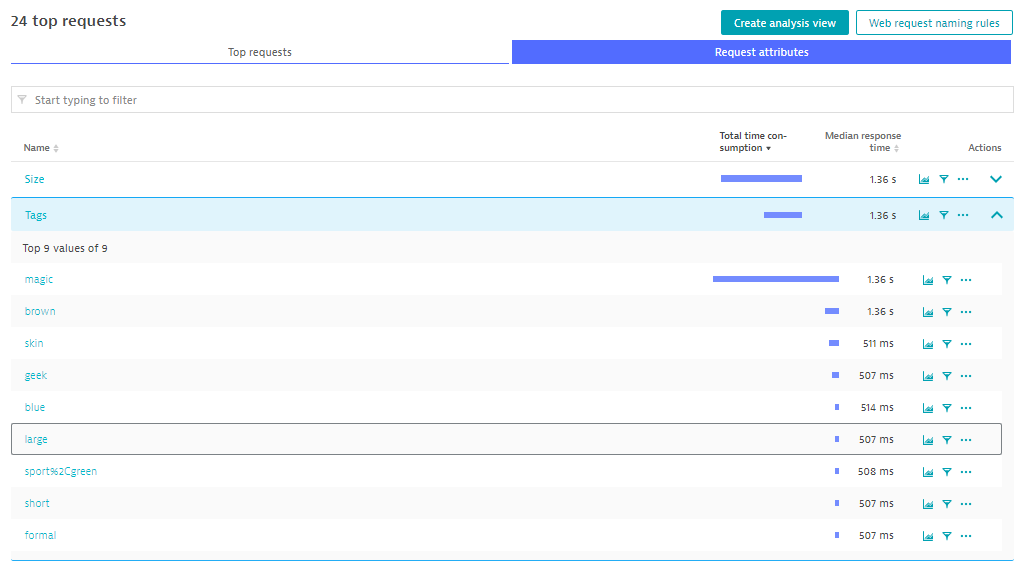 24 top requests
Create analysis view
Web request naming rules
Top requests
Request attributes
Start typing to filter
Name
Total time con-
sumption
Median response
time
Actions
Size
1.36 s
Tags
1.36 s
Top 9 values of 9
magic
1.36 s
brown
1.36 s
skin
511 ms
geek
507 ms
blue
514 ms
large
507 ms
sport%2Cgreen
508 ms
short
507 ms
formal
507 ms